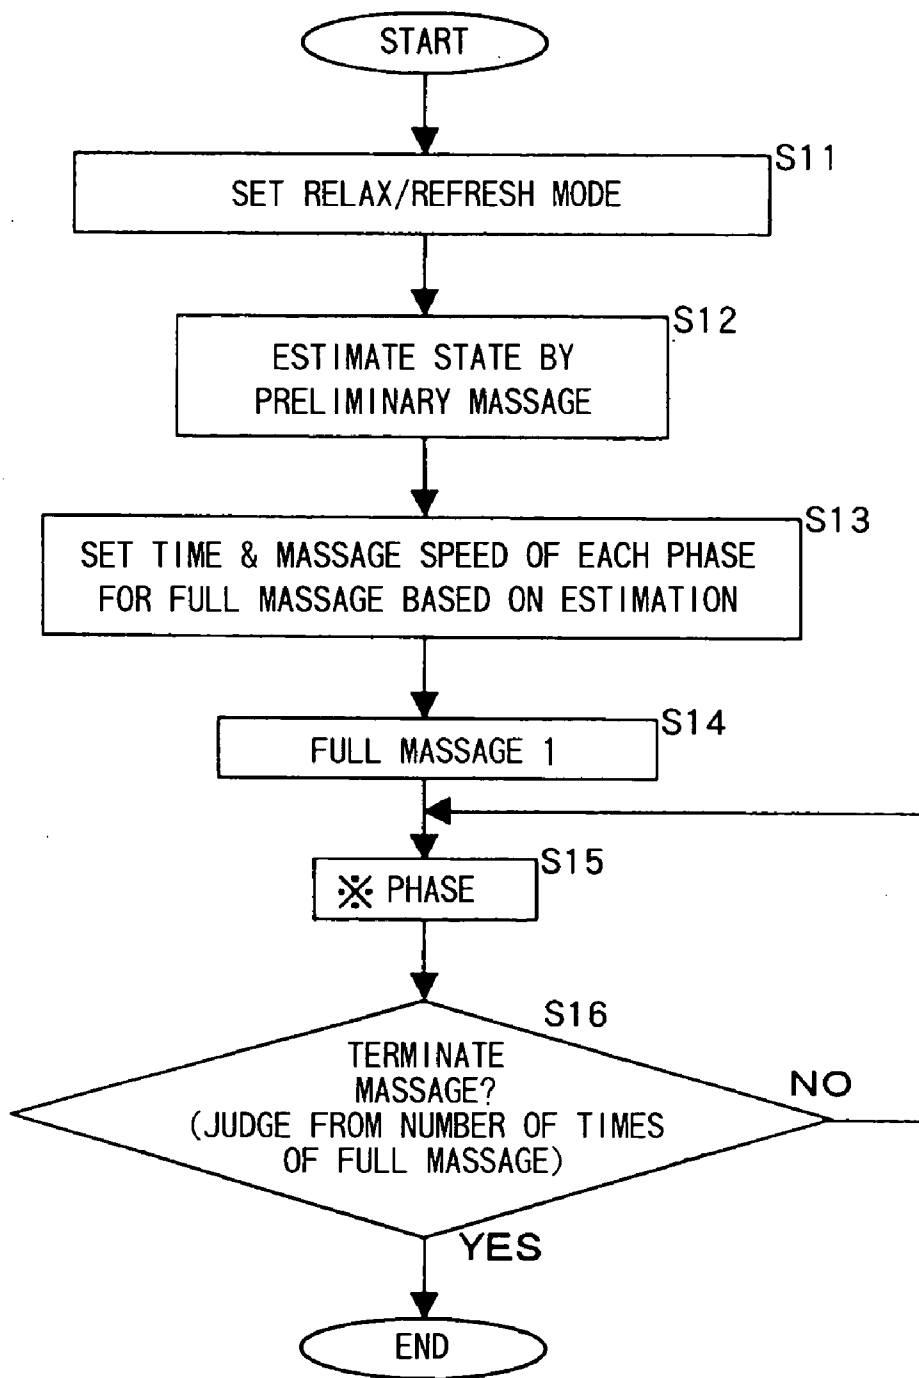 START
S11
SET RELAX/REFRESH MODE
S12
ESTIMATE STATE BY
PRELIMINARY MASSAGE
S13
SET TIME & MASSAGE SPEED OF EACH PHASE
FOR FULL MASSAGE BASED ON ESTIMATION
S14
FULL MASSAGE 1
S15
※ PHASE
S16
TERMINATE
MASSAGE?
(JUDGE FROM NUMBER OF TIMES
OF FULL MASSAGE)
NO
YES
END